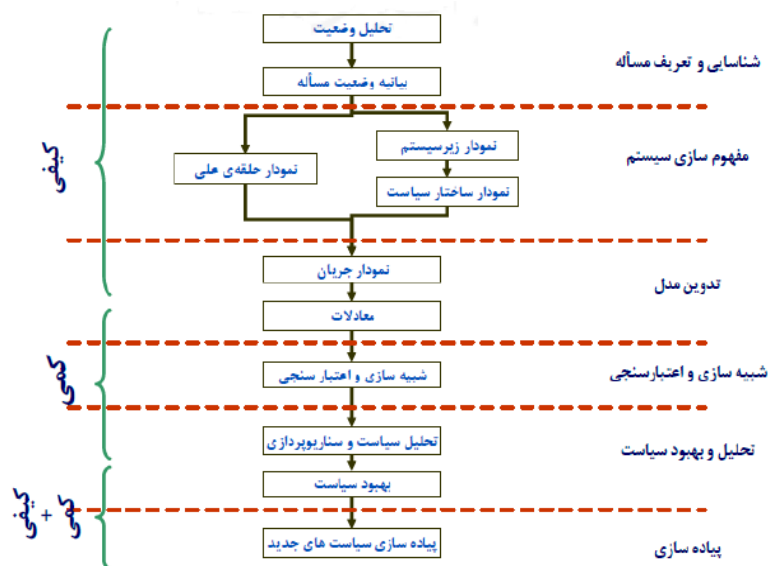 تحلیل وضعیت
شناسایی و تعریف مسأله
بیانیه وضعیت مسأله
نمودار زیرسیستم
مفهوم سازی سیستم
نمودار حلقه‌ی علی
کیفی
نمودار ساختار سیاست
نمودار جریان
تدوین مدل
معادلات
شبیه سازی و اعتبارسنجی
شبیه سازی و اعتبار سنجی
کمی
تحلیل سیاست و سناریوپردازی
تحلیل و بهبود سیاست
بهبود سیاست
کیفی
+
کمی
پیاده سازی سیاست های جدید
پیاده سازی